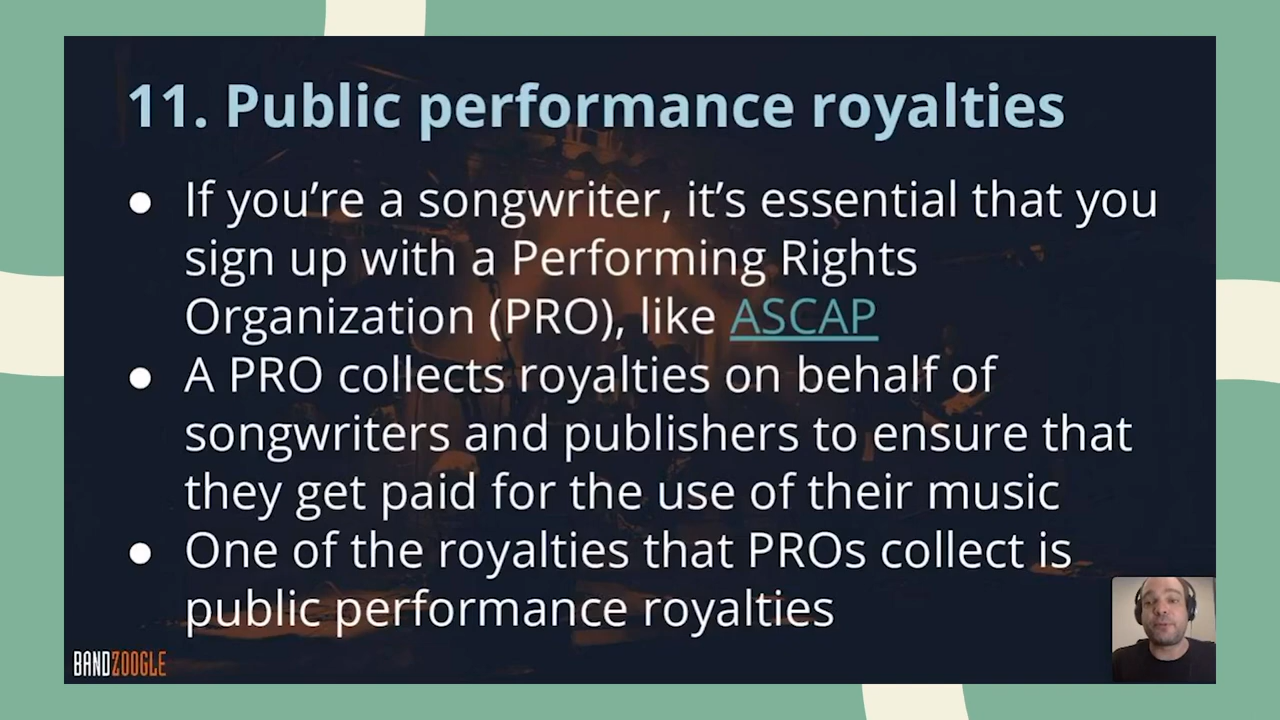 11. Public performance royalties
● If you’re a songwriter, it’s essential that you
sign up with a Performing Rights
Organization (PRO), like ASCAP
● A PRO collects royalties on behalf of
songwriters and publishers to ensure that
they get paid for the use of their music
● One of the royalties that PROs collect is
public performance royalties
BANDZOOGLE